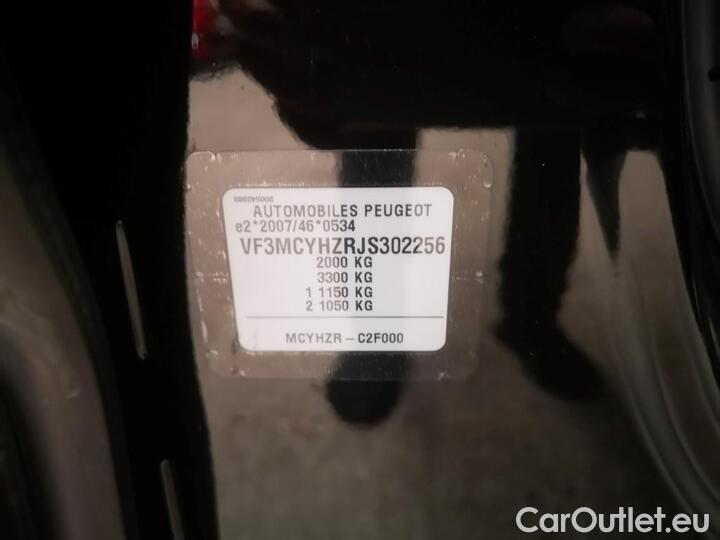 200542988
AUTOMOBILES PEUGEOT
e2*2007/46*0534
VF3MCYHZRJS302256
2000 KG
3300 KG
1 1150 KG
2 1050 KG
MCYHZR – C2F000
CarOutlet.eu